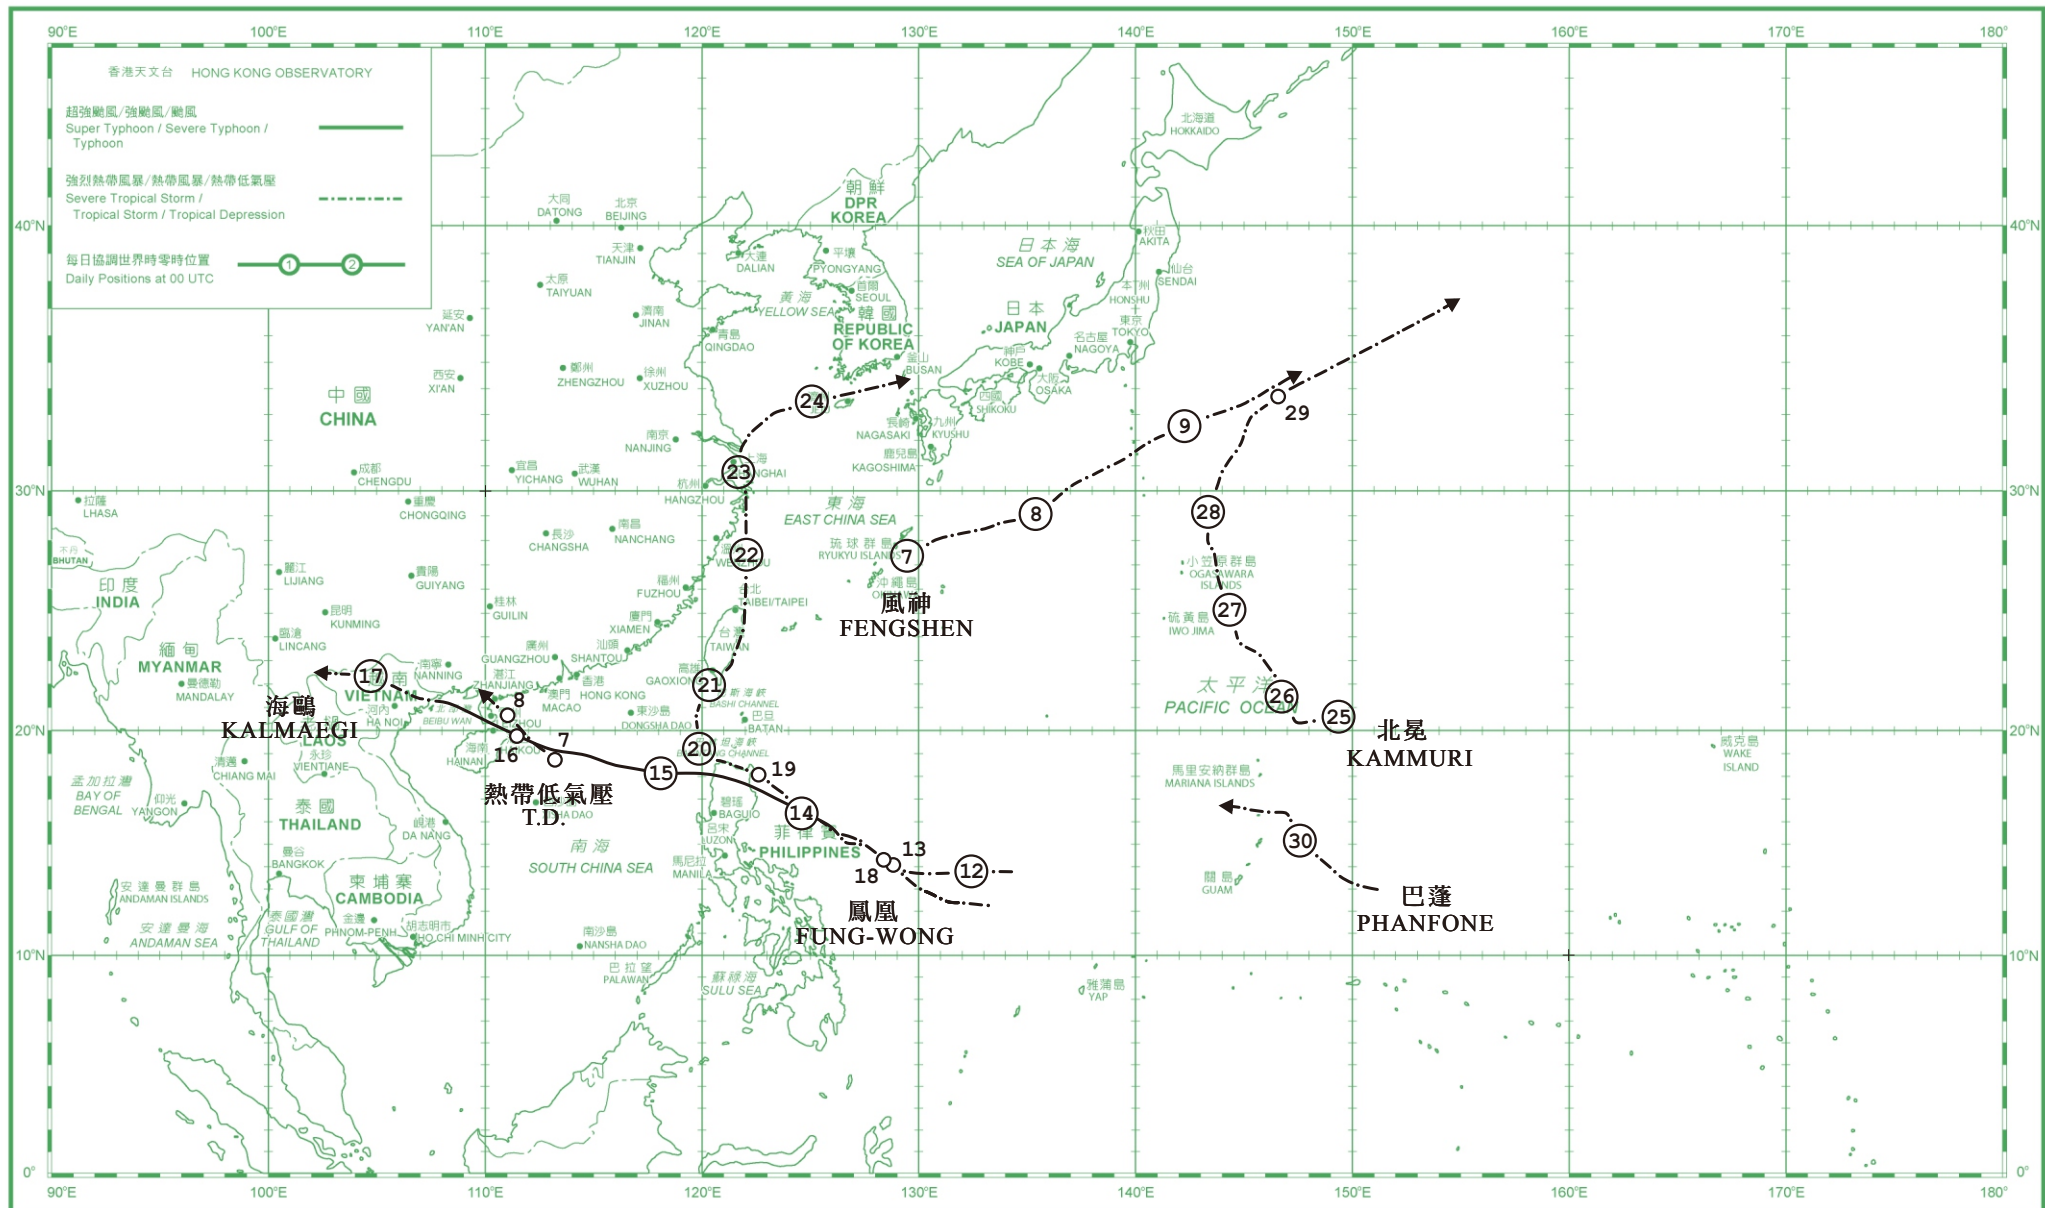 90°E 100°E 110°E 120°E 130°E 140°E 150°E 160°E 170°E 180°
香港天文台 HONG KONG OBSERVATORY
超強颱風/強颱風/颱風
Super Typhoon / Severe Typhoon /
Typhoon
強烈熱帶風暴/熱帶風暴/熱帶低氣壓
Severe Tropical Storm /
Tropical Storm / Tropical Depression
每日協調世界時零時位置
Daily Positions at 00 UTC
1 2
北海道
HOKKAIDO
大同
DATONG
北京
BEIJING
朝鮮
DPR
KOREA
40°N 40°N
天津
TIANJIN
大連
DALIAN
平壤
PYONGYANG
日本海
SEA OF JAPAN
秋田
AKITA
仙台
SENDAI
太原
TAIYUAN
首爾
SEOUL
黃海
YELLOW SEA
本州
HONSHU
延安
YAN'AN
濟南
JINAN
青島
QINGDAO
韓國
REPUBLIC
OF KOREA
日本
JAPAN
東京
TOKYO
名古屋
NAGOYA
西安
XI'AN
鄭州
ZHENGZHOU
徐州
XUZHOU
釜山
BUSAN
神戶
KOBE
大阪
OSAKA
中國
CHINA
24
四國
SHIKOKU
29
長崎
NAGASAKI
九州
KYUSHU
9
南京
NANJING
鹿兒島
KAGOSHIMA
成都
CHENGDU
宜昌
YICHANG
武漢
WUHAN
23
上海
杭州
HANGZHOU
30°N 30°N
拉薩
LHASA
重慶
CHONGQING
東海
EAST CHINA SEA
8
28
長沙
CHANGSHA
南昌
NANCHANG
22
琉球群島
RYUKYU ISLANDS
7
不丹
BHUTAN
小笠原群島
OGASAWARA
ISLANDS
麗江
LIJIANG
貴陽
GUIYANG
印度
INDIA
福州
FUZHOU
台北
TAIBEI/TAIPEI
沖繩島
風神
FENGSHEN
27
昆明
KUNMING
桂林
GUILIN
廈門
XIAMEN
硫黃島
IWO JIMA
臨滄
LINCANG
台灣
TAIWAN
緬甸
MYANMAR
廣州
GUANGZHOU
汕頭
SHANTOU
曼德勒
MANDALAY
17
南寧
NANNING
湛江
ZHANJIANG
香港
HONG KONG
澳門
MACAO
高雄
21
太平洋
PACIFIC OCEAN
26
25
越南
VIETNAM
河內
HA NOI
海鷗
KALMAEGI
BEIBU WAN
8
東沙島
DONGSHA DAO
BASHI CHANNEL
巴旦
BATAN
北冕
KAMMURI
20°N 20°N
LAOS
永珍
VIENTIANE
清邁
CHIANG MAI
海南
HAINAN
16
7
20
15
19
威克島
WAKE
ISLAND
馬里安納群島
MARIANA ISLANDS
孟加拉灣
BAY OF
BENGAL
仰光
YANGON
熱帶低氣壓
T.D.
碧瑤
BAGUIO
14
泰國
THAILAND
峴港
DA NANG
呂宋
LUZON
菲律賓
PHILIPPINES
30
曼谷
BANGKOK
南海
SOUTH CHINA SEA
馬尼拉
MANILA
13
18
12
關島
GUAM
安達曼群島
ANDAMAN ISLANDS
柬埔寨
CAMBODIA
金邊
PHNOM-PENH
胡志明市
HO CHI MINH CITY
鳳凰
FUNG-WONG
巴蓬
PHANFONE
安達曼海
ANDAMAN SEA
泰國灣
GULF OF
THAILAND
南沙島
NANSHA DAO
10°N 10°N
巴拉望
PALAWAN
蘇祿海
SULU SEA
雅蒲島
YAP
0° 0°
90°E 100°E 110°E 120°E 130°E 140°E 150°E 160°E 170°E 180°